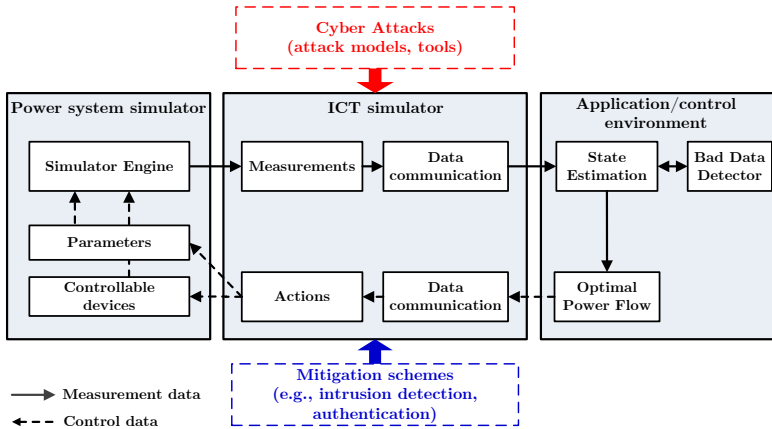 Cyber Attacks
(attack models, tools)
Power system simulator
ICT simulator
Application/control
environment
Simulator Engine
Measurements
Data
communication
State
Estimation
Bad Data
Detector
Parameters
Controllable
devices
Actions
Data
communication
Optimal
Power Flow
Mitigation schemes
(e.g., intrusion detection,
authentication)
Measurement data
Control data